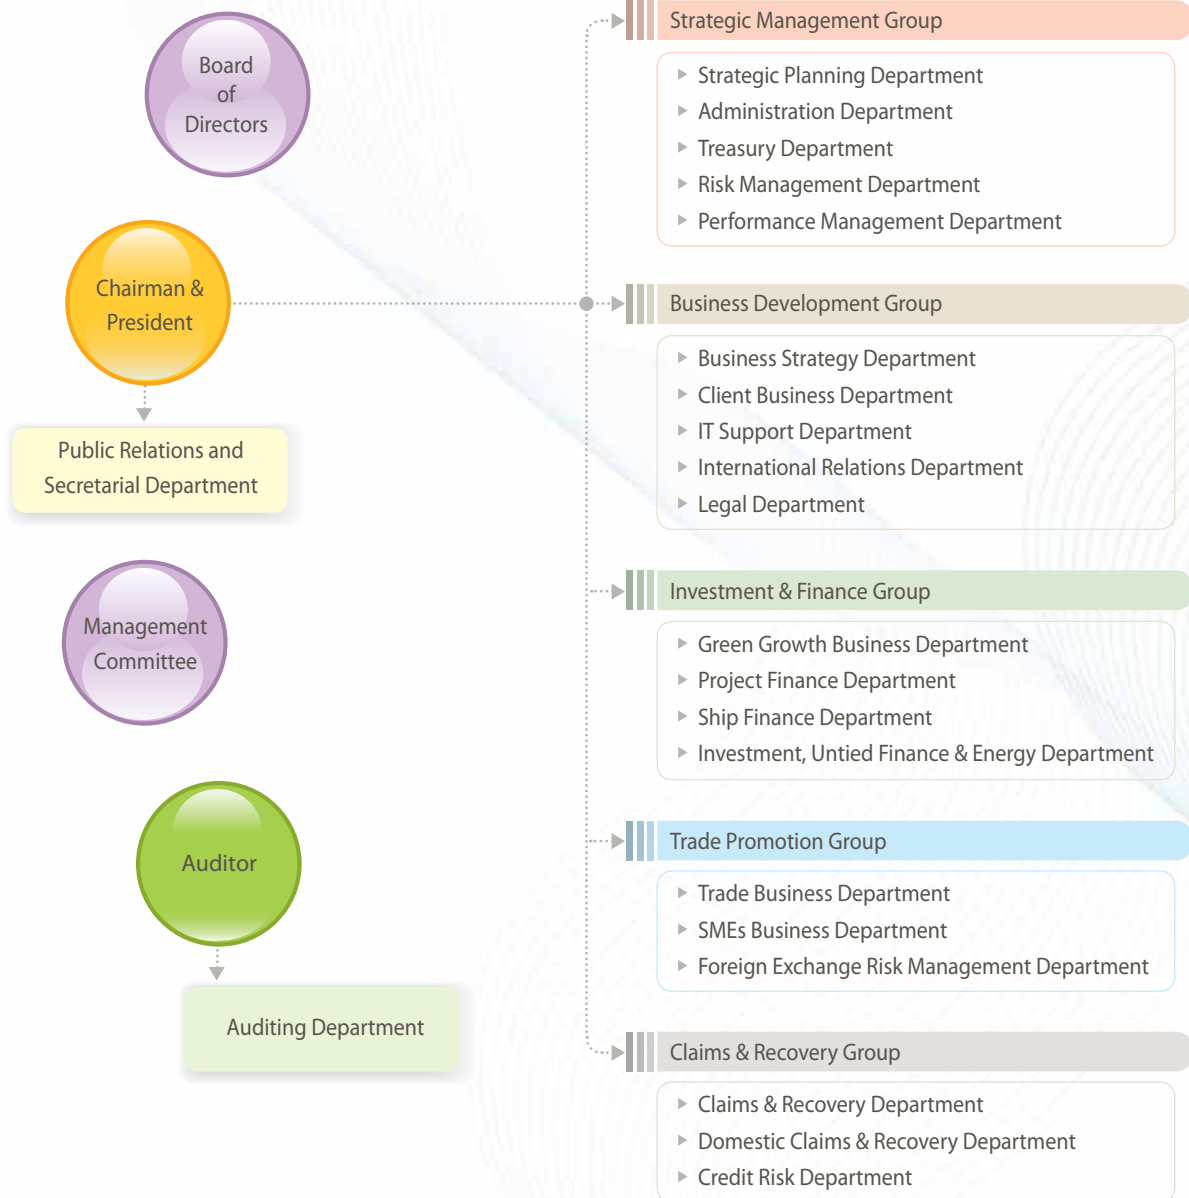 Board
of
Directors
Chairman &
President
Public Relations and
Secretarial Department
Management
Committee
Auditor
Auditing Department
Strategic Management Group
Strategic Planning Department
Administration Department
Treasury Department
Risk Management Department
Performance Management Department
Business Development Group
Business Strategy Department
Client Business Department
IT Support Department
International Relations Department
Legal Department
Investment & Finance Group
Green Growth Business Department
Project Finance Department
Ship Finance Department
Investment, Untied Finance & Energy Department
Trade Promotion Group
Trade Business Department
SMEs Business Department
Foreign Exchange Risk Management Department
Claims & Recovery Group
Claims & Recovery Department
Domestic Claims & Recovery Department
Credit Risk Department